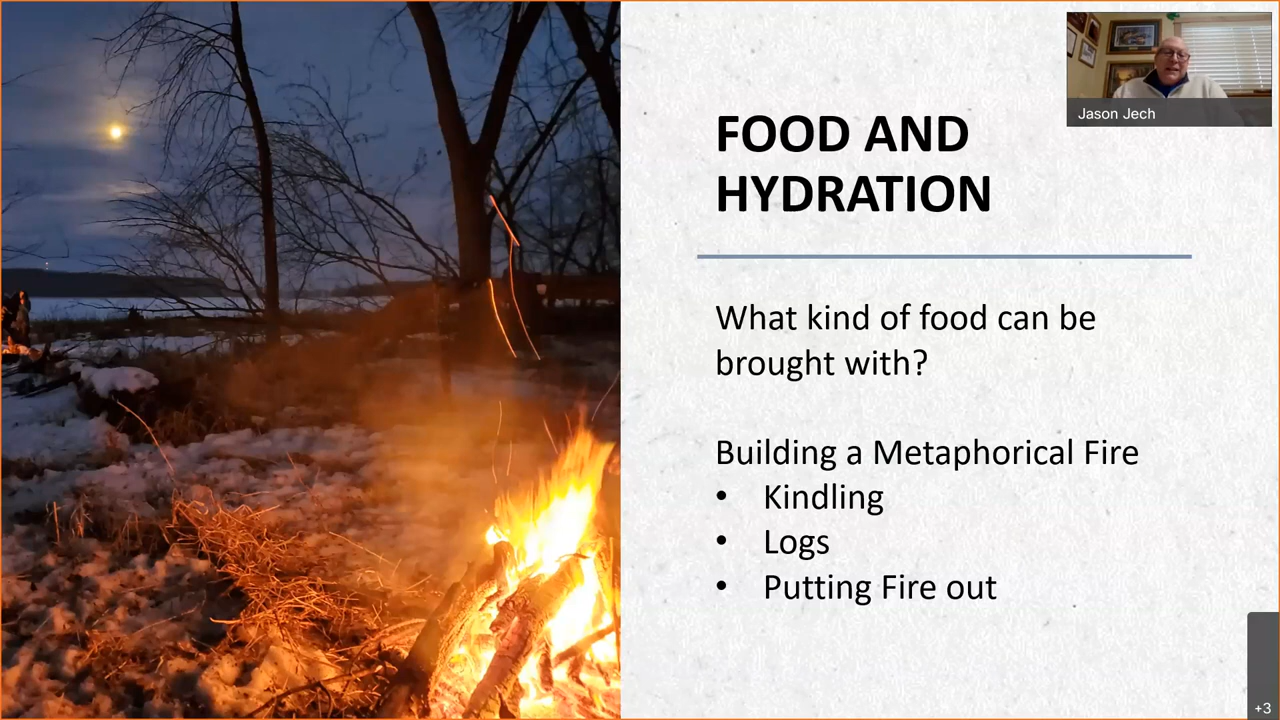 FOOD AND
HYDRATION
Jason Jech
What kind of food can be
brought with?
Building a Metaphorical Fire
• Kindling
• Logs
• Putting Fire out
+3